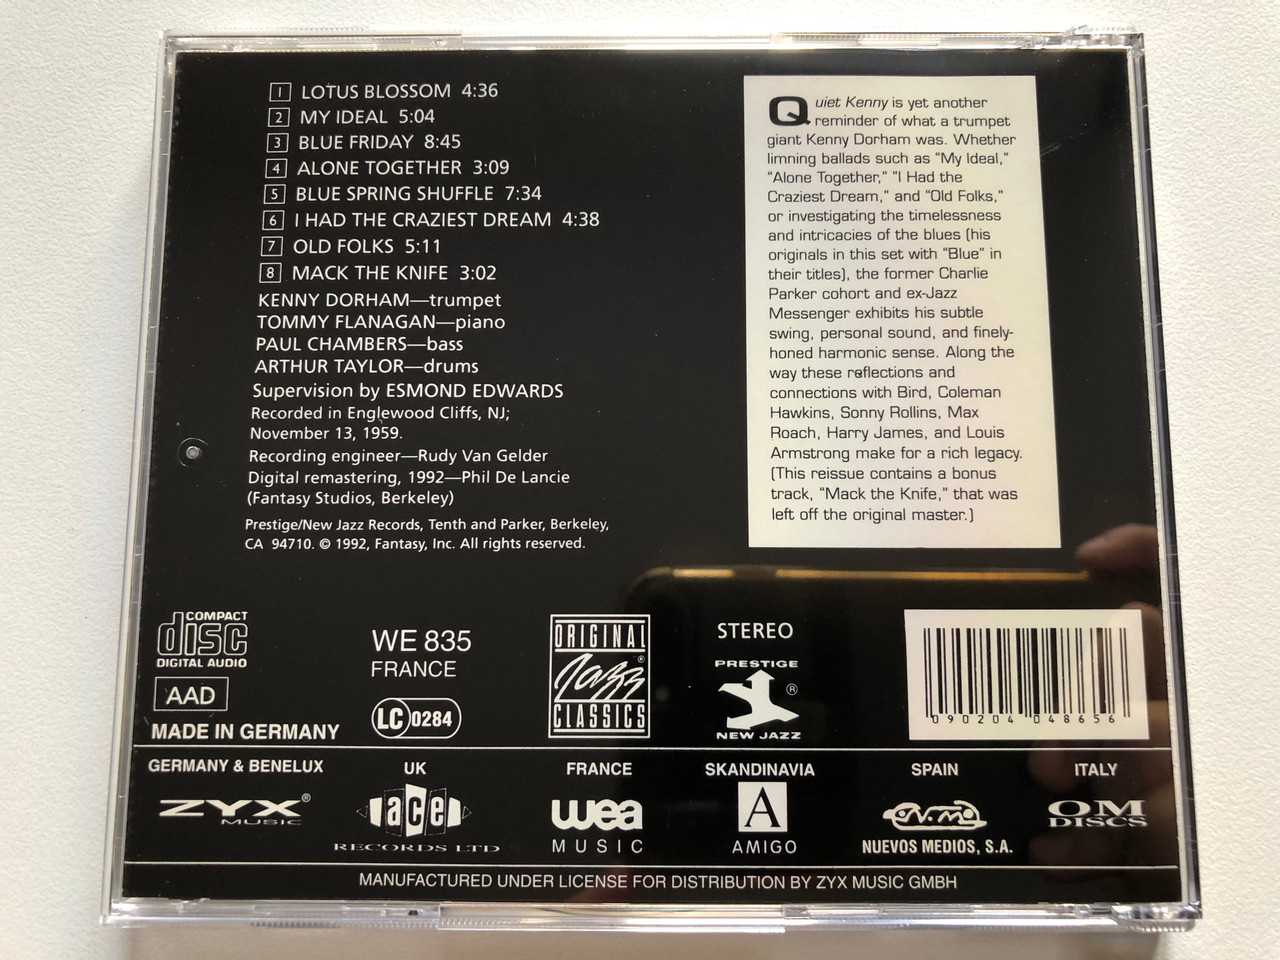 1 LOTUS BLOSSOM 4:36
2 MY IDEAL 5:04
3 BLUE FRIDAY 8:45
4 ALONE TOGETHER 3:09
5 BLUE SPRING SHUFFLE 7:34
6 I HAD THE CRAZIEST DREAM 4:38
7 OLD FOLKS 5:11
8 MACK THE KNIFE 3:02
KENNY DORHAM—trumpet
TOMMY FLANAGAN—piano
PAUL CHAMBERS—bass
ARTHUR TAYLOR—drums
Supervision by ESMOND EDWARDS
Recorded in Englewood Cliffs, NJ;
November 13, 1959.
Recording engineer—Rudy Van Gelder
Digital remastering, 1992—Phil De Lancie
(Fantasy Studios, Berkeley)
Prestige/New Jazz Records, Tenth and Parker, Berkeley,
CA 94710. © 1992, Fantasy, Inc. All rights reserved.
Quiet Kenny is yet another
reminder of what a trumpet
giant Kenny Dorham was. Whether
limning ballads such as "My Ideal,"
"Alone Together," "I Had the
Craziest Dream," and "Old Folks,"
or investigating the timelessness
and intricacies of the blues (his
originals in this set with "Blue" in
their titles), the former Charlie
Parker cohort and ex-Jazz
Messenger exhibits his subtle
swing, personal sound, and finely-
honed harmonic sense. Along the
way these reflections and
connections with Bird, Coleman
Hawkins, Sonny Rollins, Max
Roach, Harry James, and Louis
Armstrong make for a rich legacy.
(This reissue contains a bonus
track, "Mack the Knife," that was
left off the original master.)
COMPACT
disc
DIGITAL AUDIO
AAD
MADE IN GERMANY
WE 835
FRANCE
LC 0284
ORIGINAL
Jazz ®
CLASSICS
STEREO
PRESTIGE
®
NEW JAZZ
090204 048656
GERMANY & BENELUX
ZYX ®
MUSIC
UK
ace
RECORDS LTD
FRANCE
wea
MUSIC
SKANDINAVIA
A
AMIGO
SPAIN
N.M.
NUEVOS MEDIOS, S.A.
ITALY
OM
DISCS
MANUFACTURED UNDER LICENSE FOR DISTRIBUTION BY ZYX MUSIC GMBH